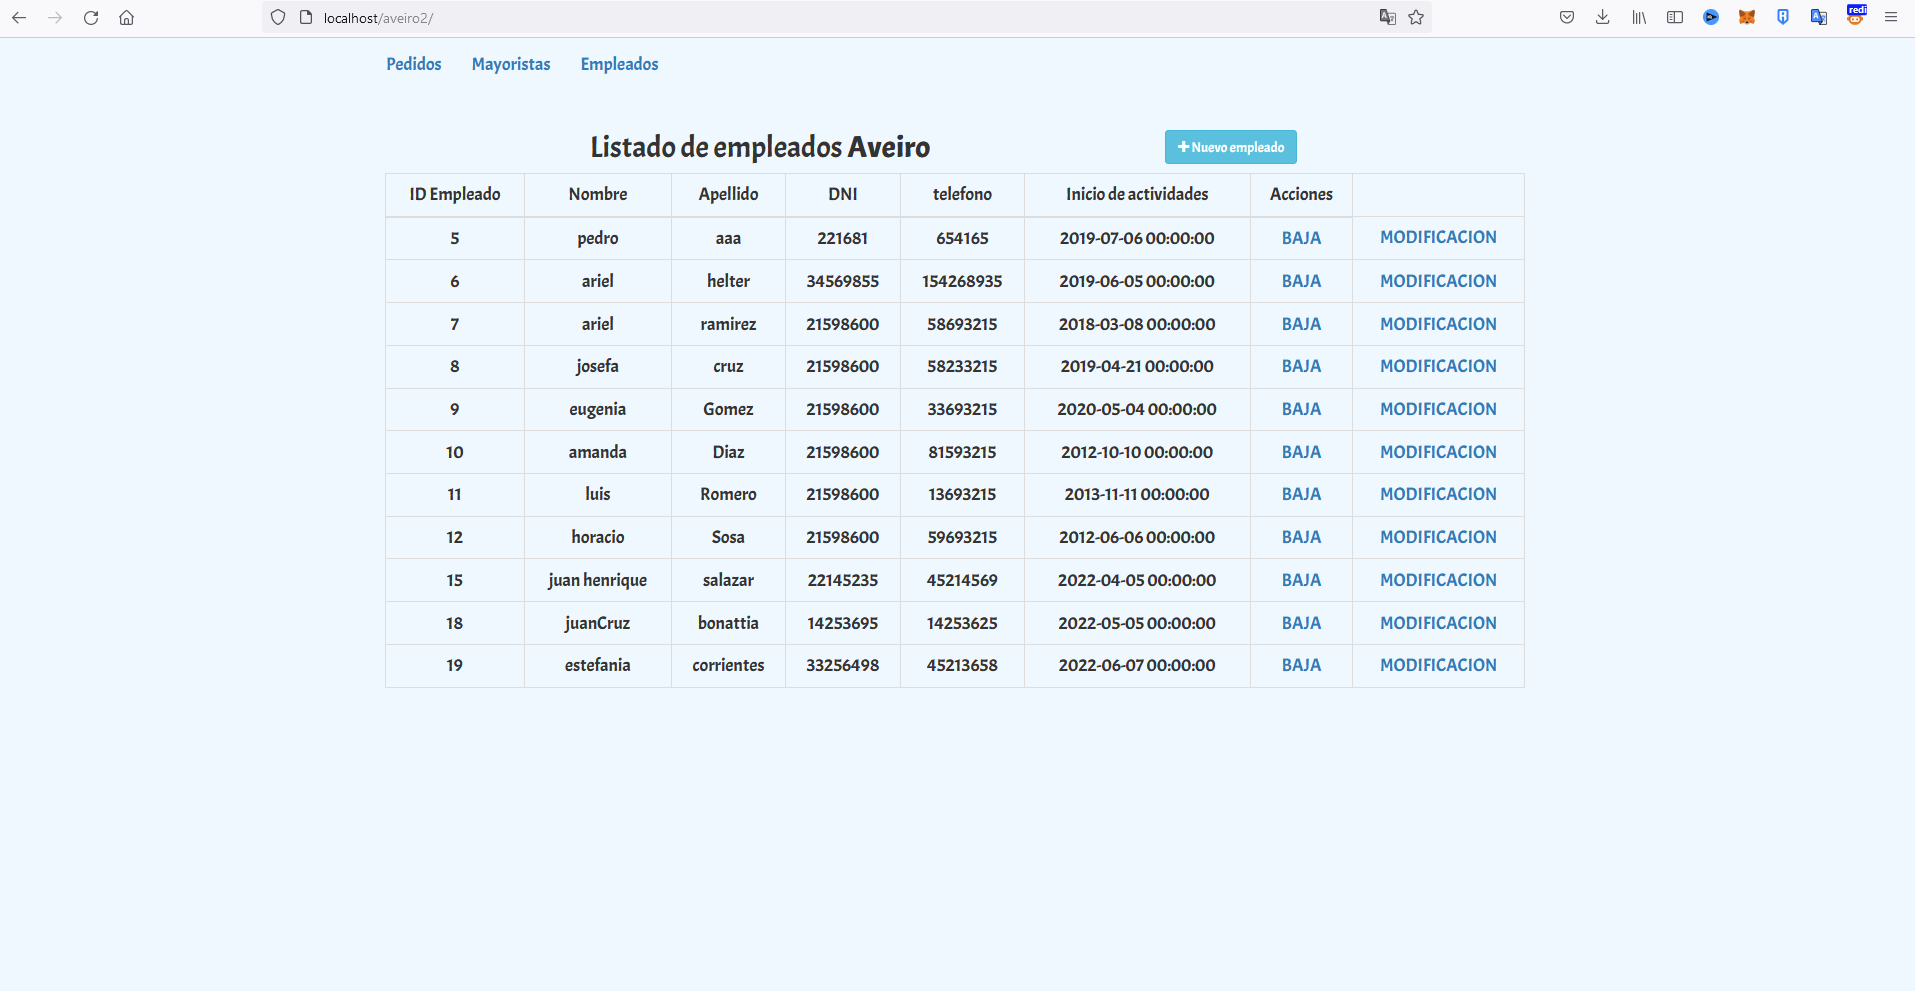 localhost/aveiro2/
redi
Pedidos Mayoristas Empleados
Listado de empleados Aveiro
Nuevo empleado
ID Empleado Nombre Apellido DNI telefono Inicio de actividades Acciones
5 pedro aaa 221681 654165 2019-07-06 00:00:00 BAJA MODIFICACION
6 ariel helter 34569855 154268935 2019-06-05 00:00:00 BAJA MODIFICACION
7 ariel ramirez 21598600 58693215 2018-03-08 00:00:00 BAJA MODIFICACION
8 josefa cruz 21598600 58233215 2019-04-21 00:00:00 BAJA MODIFICACION
9 eugenia Gomez 21598600 33693215 2020-05-04 00:00:00 BAJA MODIFICACION
10 amanda Diaz 21598600 81593215 2012-10-10 00:00:00 BAJA MODIFICACION
11 luis Romero 21598600 13693215 2013-11-11 00:00:00 BAJA MODIFICACION
12 horacio Sosa 21598600 59693215 2012-06-06 00:00:00 BAJA MODIFICACION
15 juan henrique salazar 22145235 45214569 2022-04-05 00:00:00 BAJA MODIFICACION
18 juanCruz bonattia 14253695 14253625 2022-05-05 00:00:00 BAJA MODIFICACION
19 estefania corrientes 33256498 45213658 2022-06-07 00:00:00 BAJA MODIFICACION